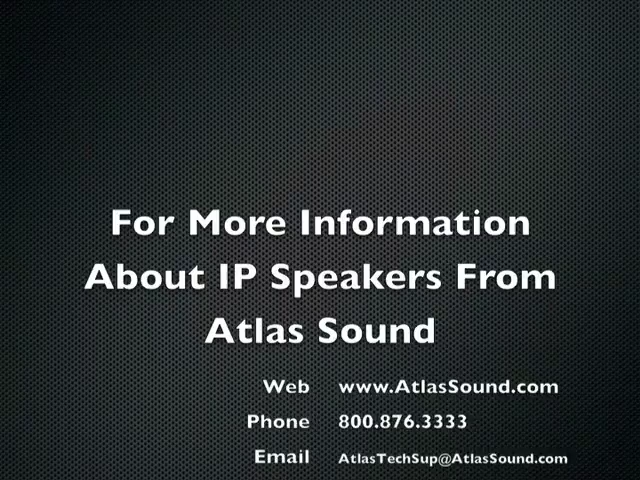 For More Information
About IP Speakers From
Atlas Sound
Web www.AtlasSound.com
Phone 800.876.3333
Email AtlasTechSup@AtlasSound.com